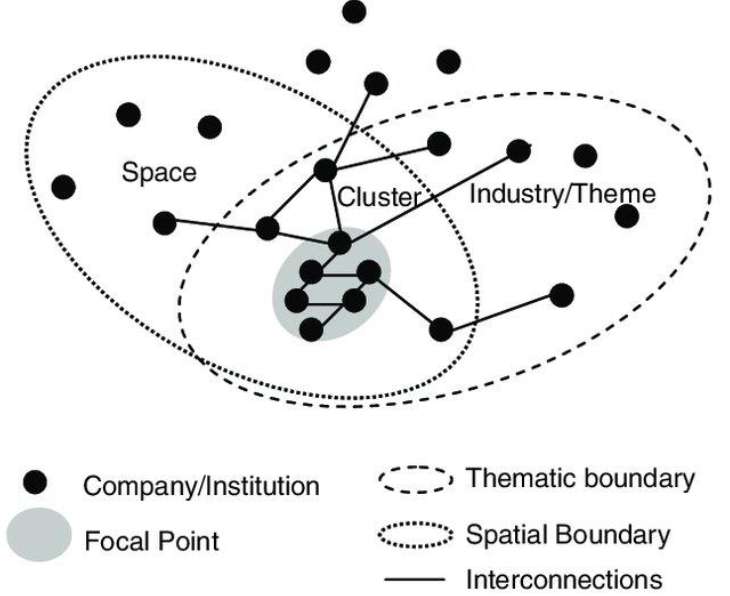 Space
Cluster
Industry/Theme
Company/Institution
Focal Point
Thematic boundary
Spatial Boundary
Interconnections